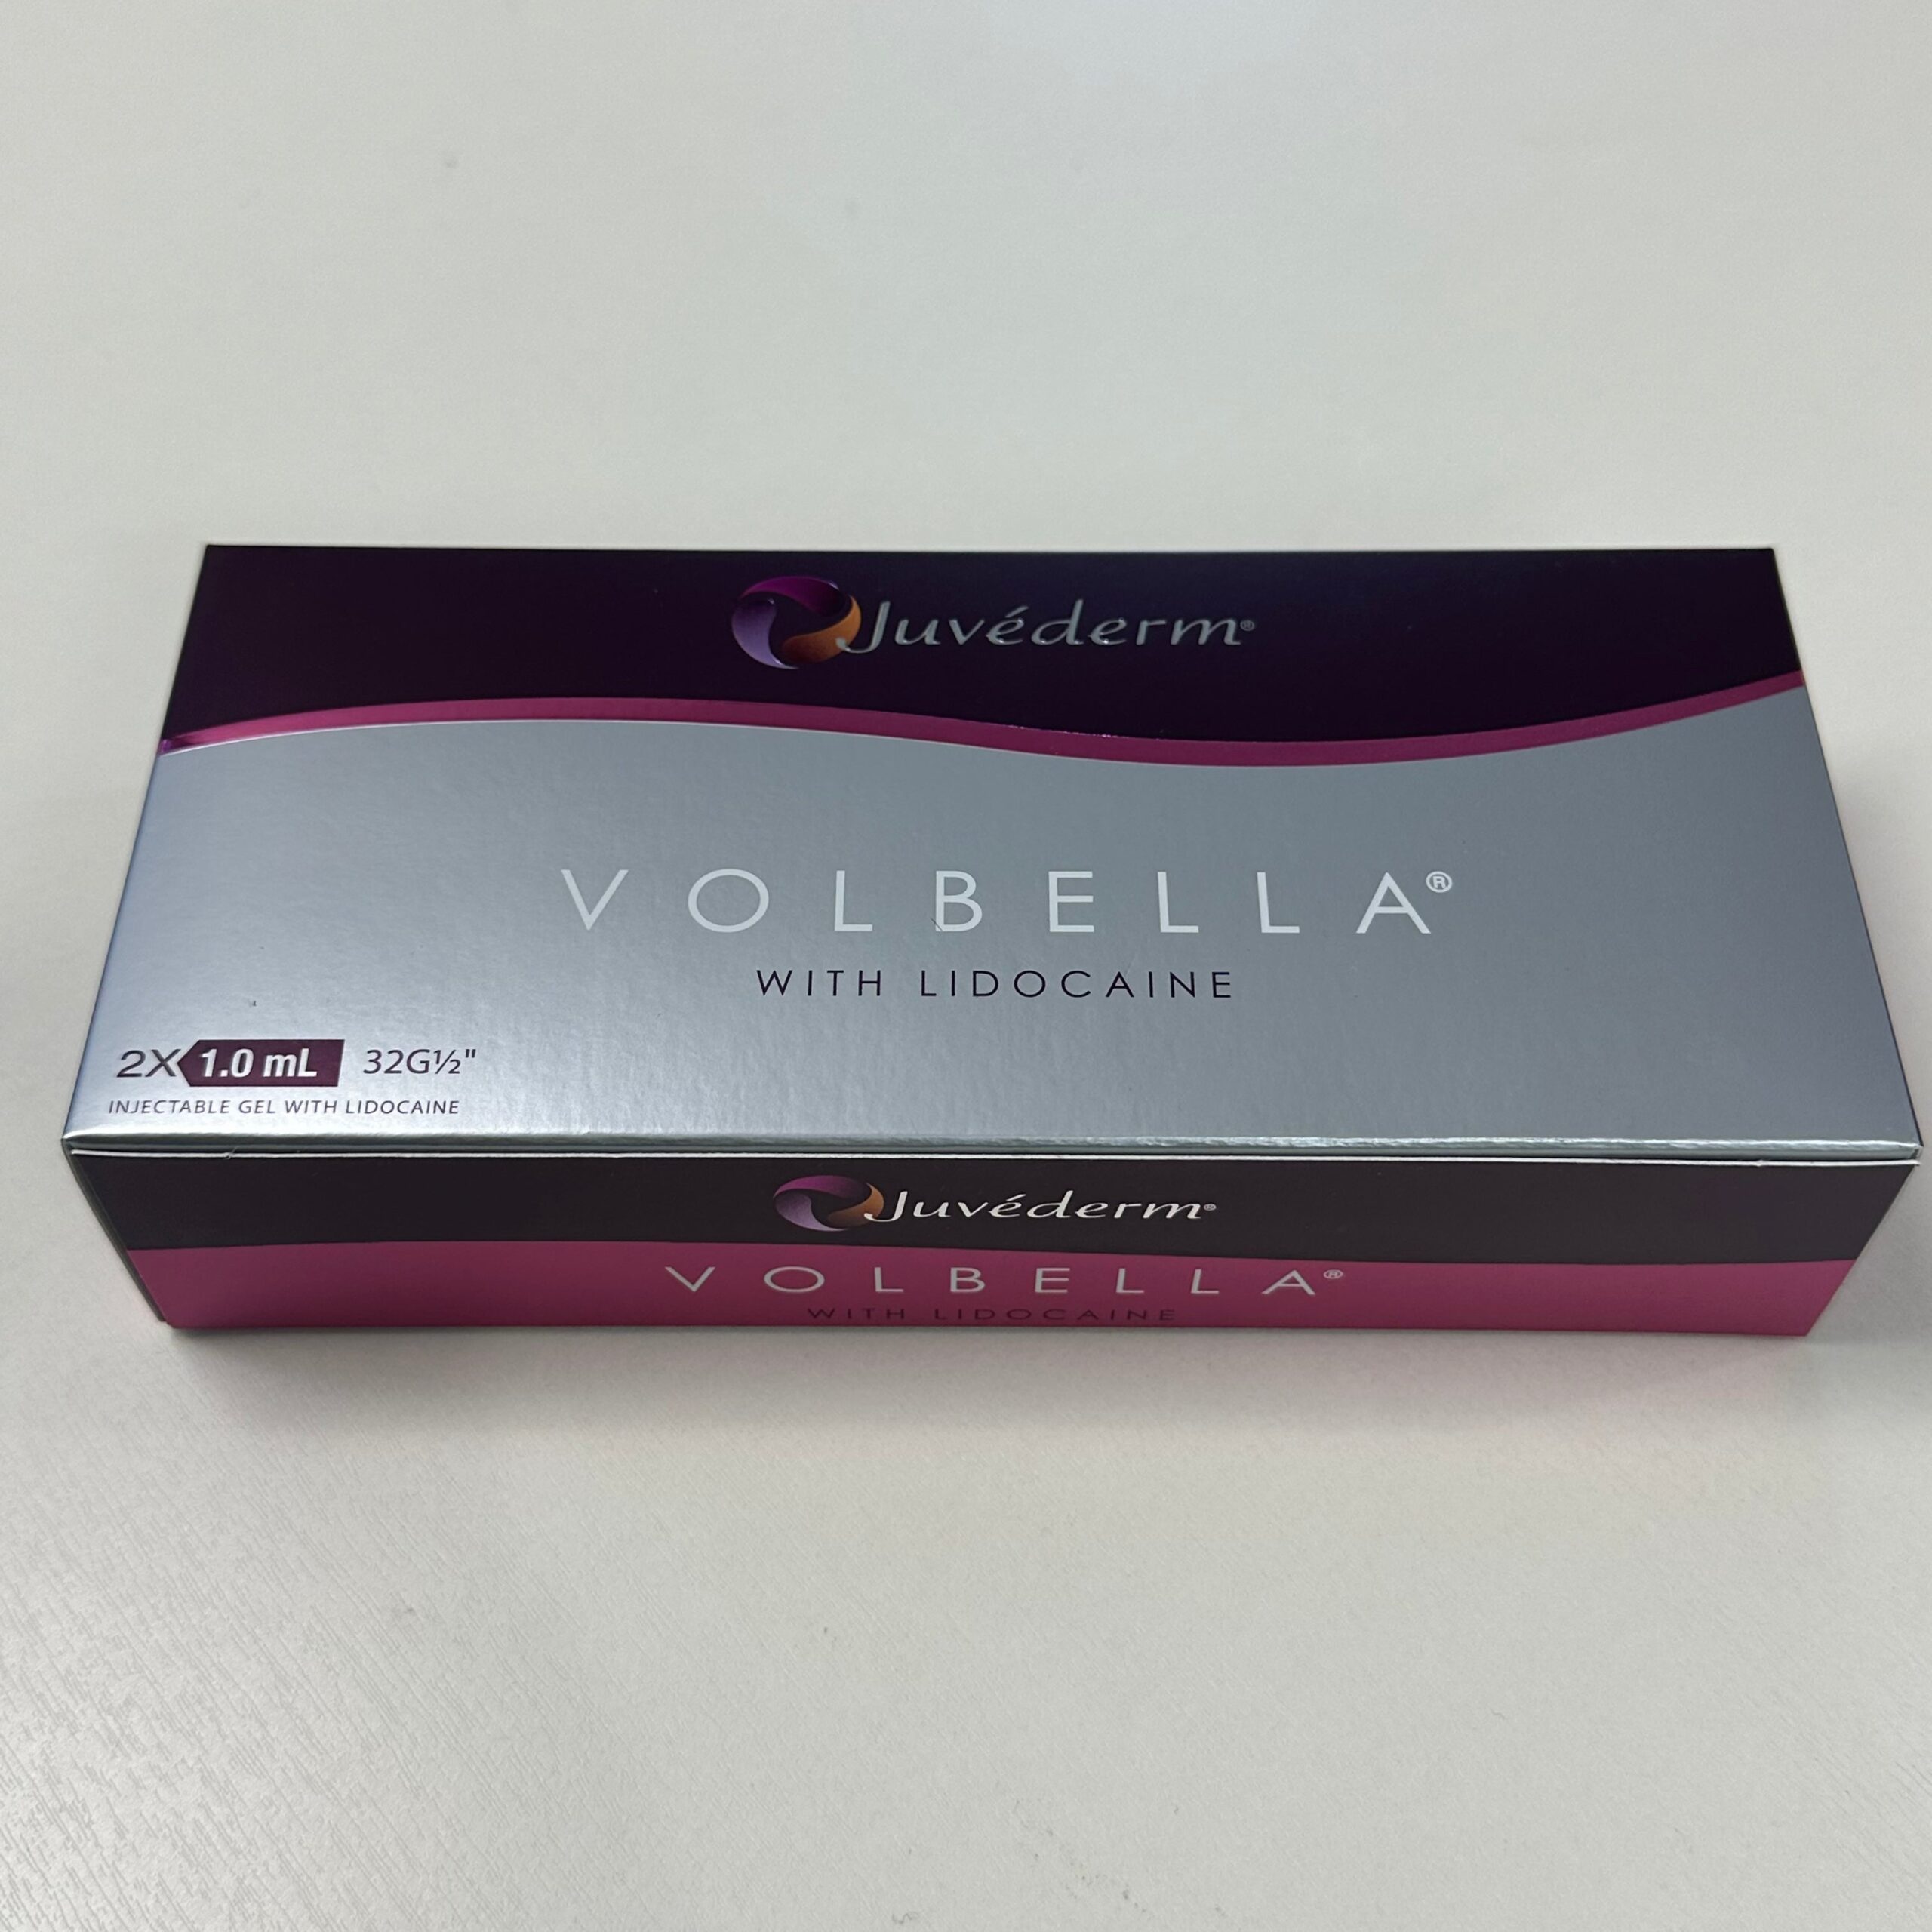 Juvéderm®
VOLBELLA®
WITH LIDOCAINE
2X 1.0 mL 32G½"
INJECTABLE GEL WITH LIDOCAINE
Juvéderm®
VOLBELLA®
WITH LIDOCAINE